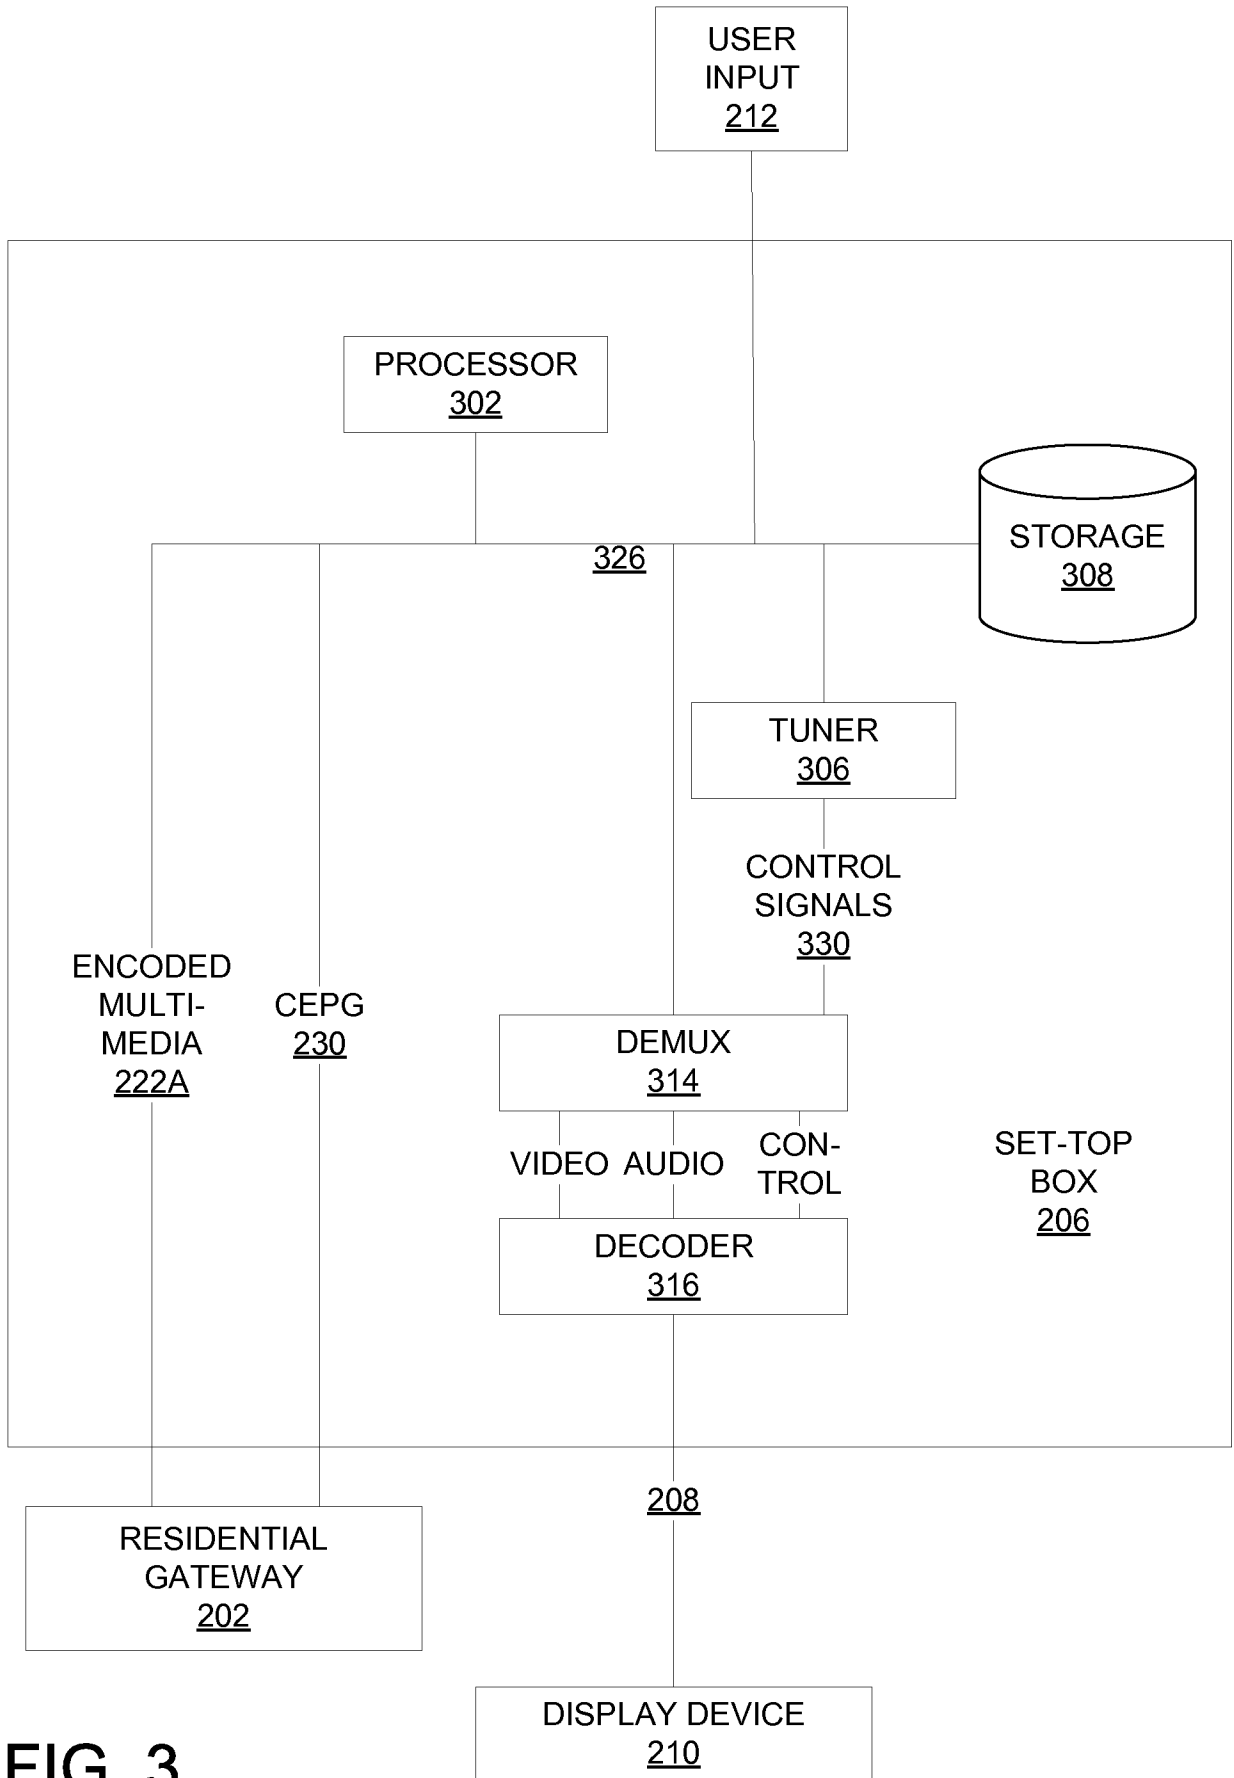 USER
INPUT
212
PROCESSOR
302
326
STORAGE
308
TUNER
306
CONTROL
SIGNALS
330
ENCODED
MULTI-
MEDIA
222A
CEPG
230
DEMUX
314
VIDEO
AUDIO
CON-
TROL
DECODER
316
SET-TOP
BOX
206
208
RESIDENTIAL
GATEWAY
202
DISPLAY DEVICE
210
FIG. 3